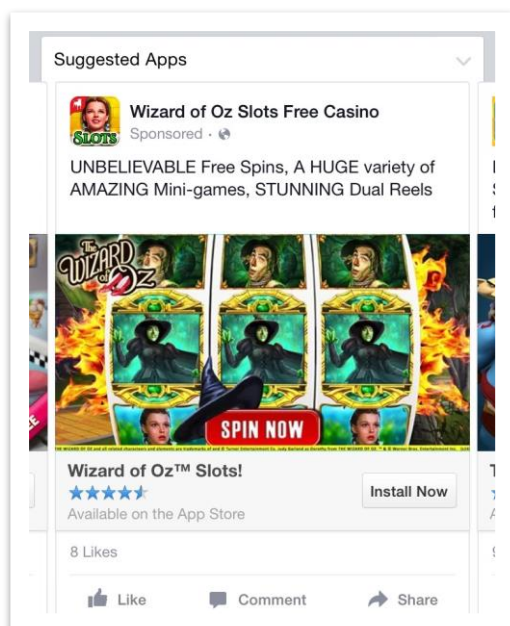 Suggested Apps
SLOTS
Wizard of Oz Slots Free Casino
Sponsored ·
UNBELIEVABLE Free Spins, A HUGE variety of
AMAZING Mini-games, STUNNING Dual Reels
The
WIZARD
of OZ
SPIN NOW
Wizard of Oz™ Slots!
Install Now
Available on the App Store
8 Likes
Like
Comment
Share